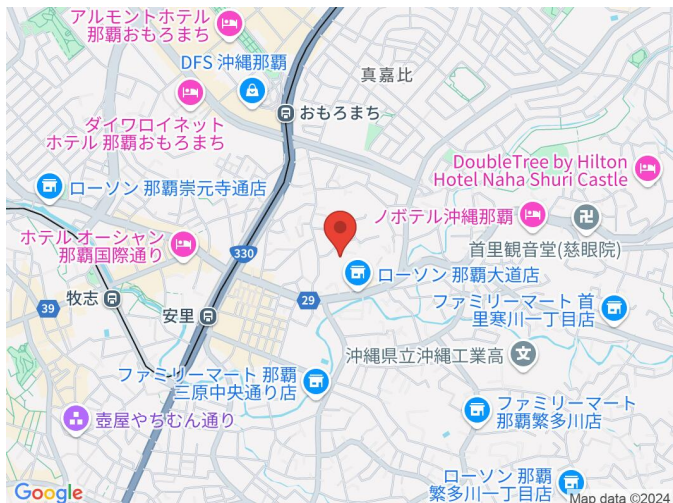 アルモントホテル
那覇おもろまち
DFS 沖縄那覇
真嘉比
おもろまち
ダイワロイネット
ホテル 那覇おもろまち
DoubleTree by Hilton
Hotel Naha Shuri Castle
ローソン 那覇崇元寺通店
ノボテル沖縄那覇
ホテル オーシャン
那覇国際通り
330
首里観音堂(慈眼院)
ローソン 那覇大道店
39
牧志
安里
29
ファミリーマート 首
里寒川一丁目店
沖縄県立沖縄工業高
ファミリーマート 那覇
三原中央通り店
壺屋やちむん通り
ファミリーマート
那覇繁多川店
ローソン 那覇
繁多川一丁目店
Google
Map data ©2024